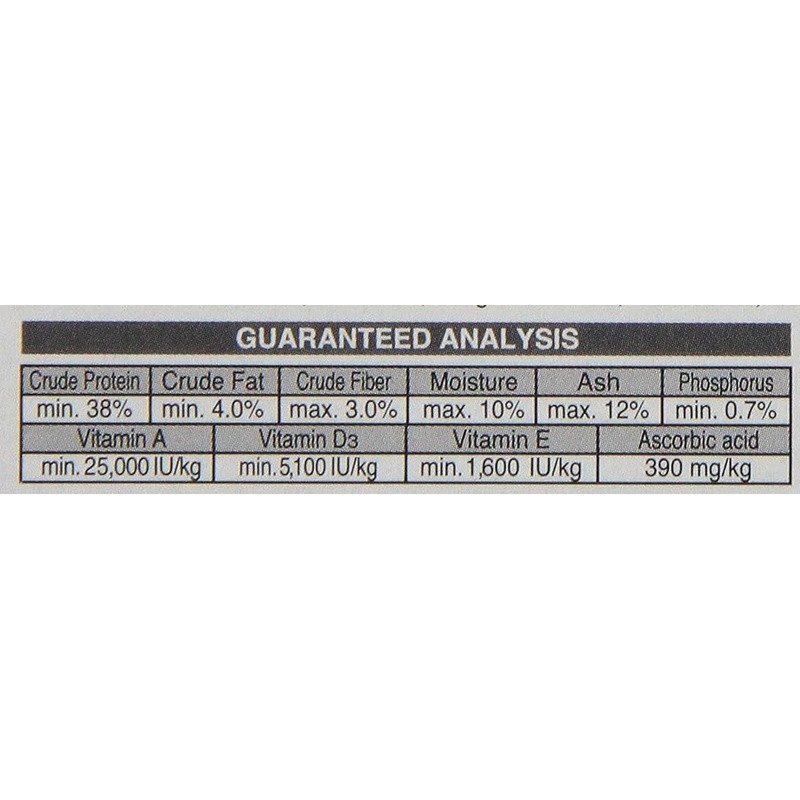 GUARANTEED ANALYSIS
Crude Protein Crude Fat Crude Fiber Moisture Ash Phosphorus
min. 38% min. 4.0% max. 3.0% max. 10% max. 12% min. 0.7%
Vitamin A Vitamin D3 Vitamin E Ascorbic acid
min. 25,000 IU/kg min. 5,100 IU/kg min. 1,600 IU/kg 390 mg/kg